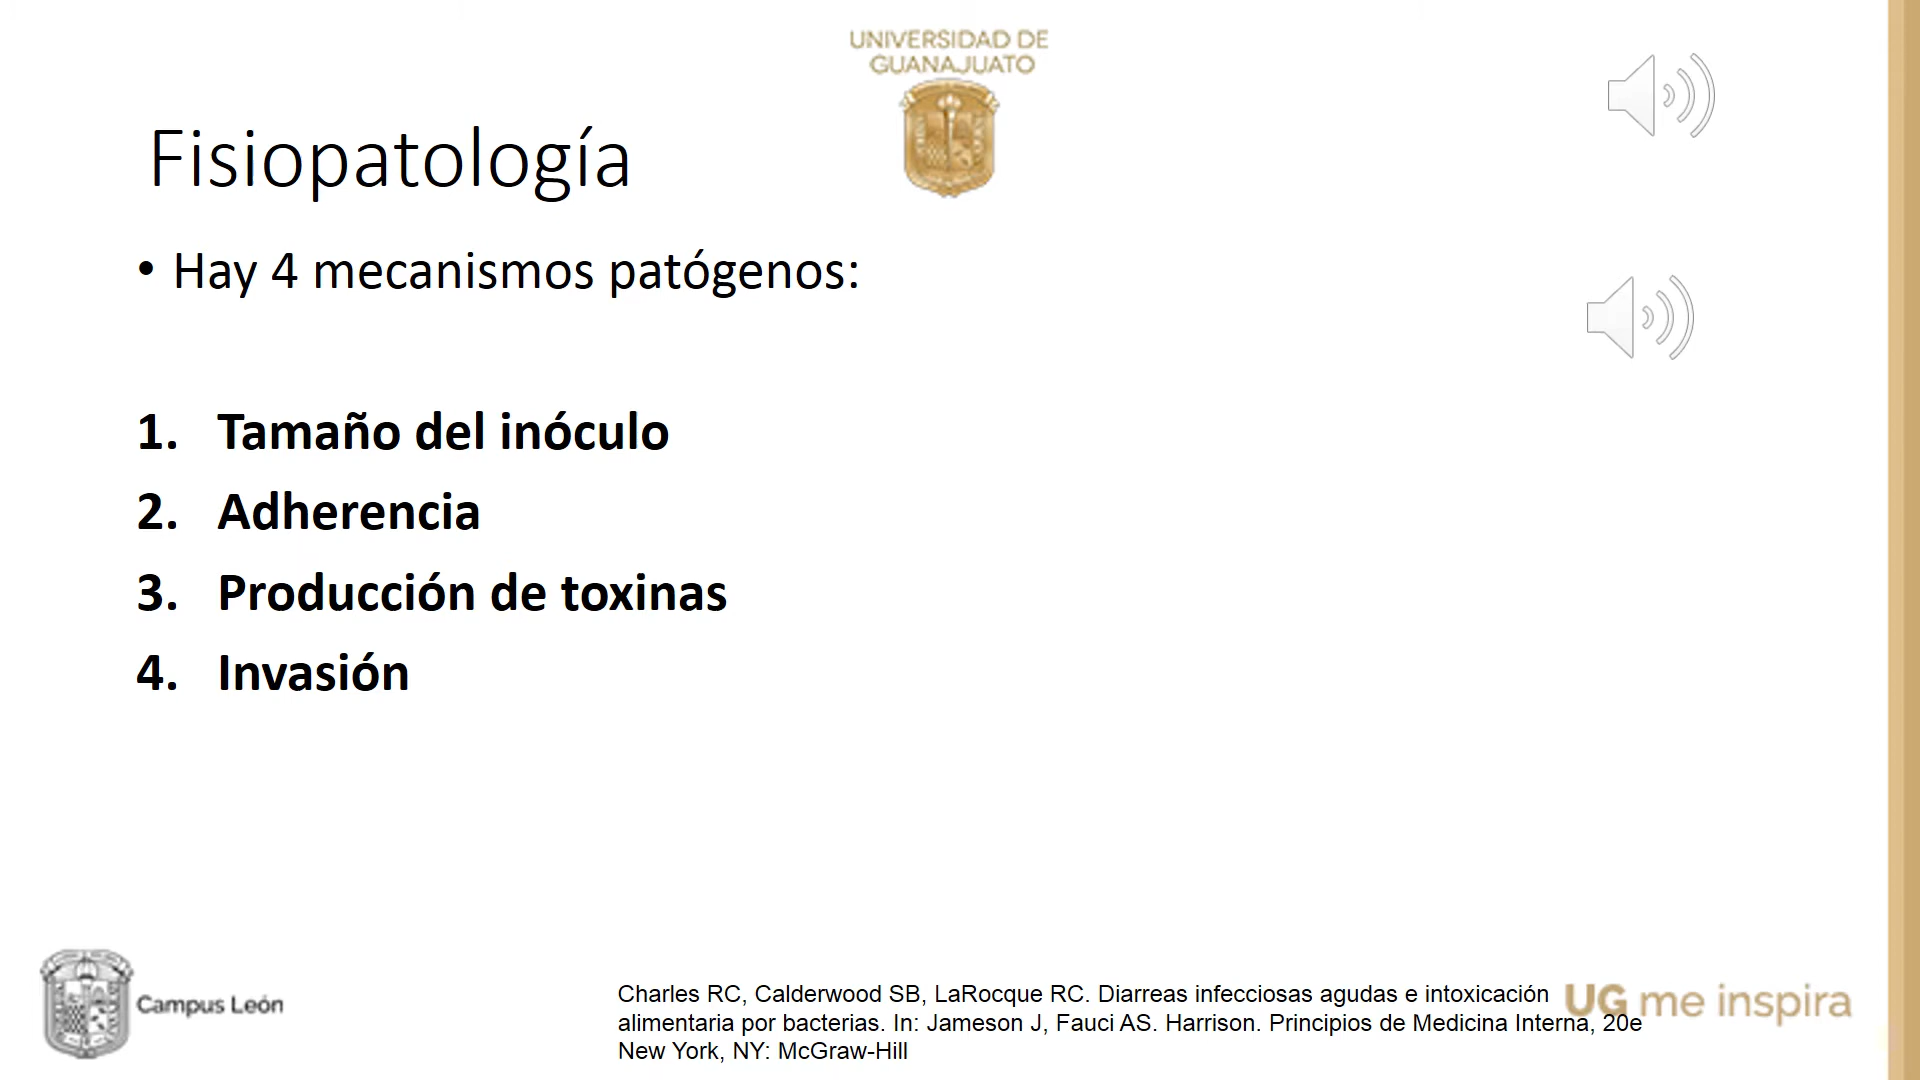 UNIVERSIDAD DE
GUANAJUATO
Fisiopatología
• Hay 4 mecanismos patógenos:
1. Tamaño del inóculo
2. Adherencia
3. Producción de toxinas
4. Invasión
Campus León
Charles RC, Calderwood SB, LaRocque RC. Diarreas infecciosas agudas e intoxicación
alimentaria por bacterias. In: Jameson J, Fauci AS. Harrison. Principios de Medicina Interna, 20e
New York, NY: McGraw-Hill
UG me inspira